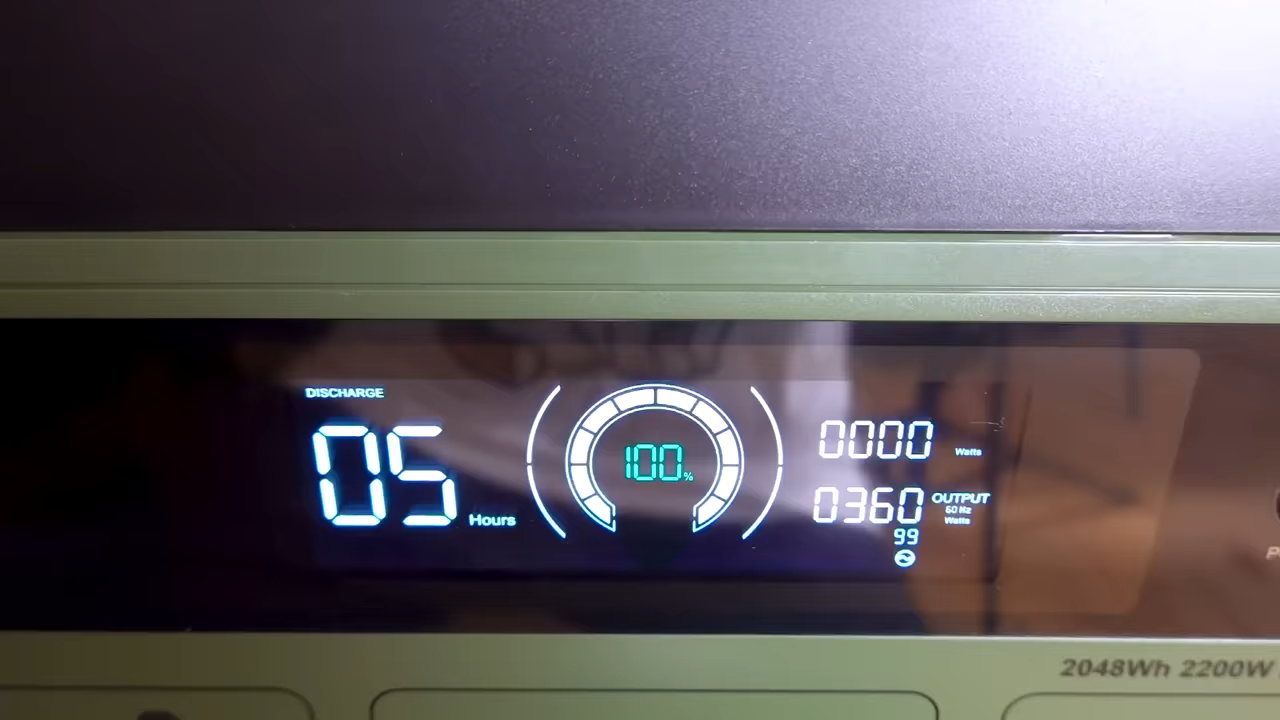 DISCHARGE
05 Hours
100%
0000 Watts
0360 OUTPUT
60 Hz
Watts
99
2048Wh 2200W
P